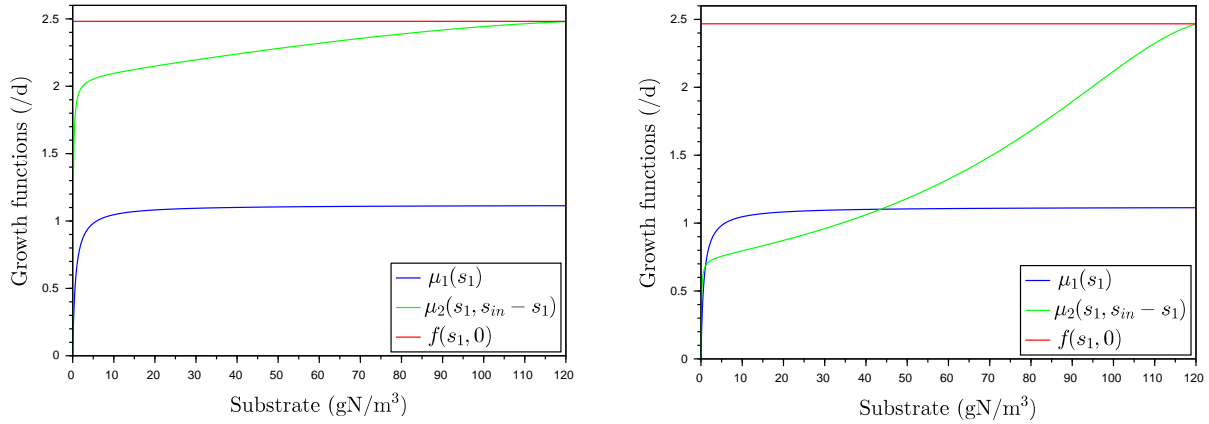 Growth functions (/d)
2.5
2
1.5
1
0.5
0
0 10 20 30 40 50 60 70 80 90 100 110 120
Substrate (gN/m³)
μ₁(s₁)
μ₂(s₁, sᵢₙ − s₁)
f(s₁, 0)
Growth functions (/d)
2.5
2
1.5
1
0.5
0
0 10 20 30 40 50 60 70 80 90 100 110 120
Substrate (gN/m³)
μ₁(s₁)
μ₂(s₁, sᵢₙ − s₁)
f(s₁, 0)